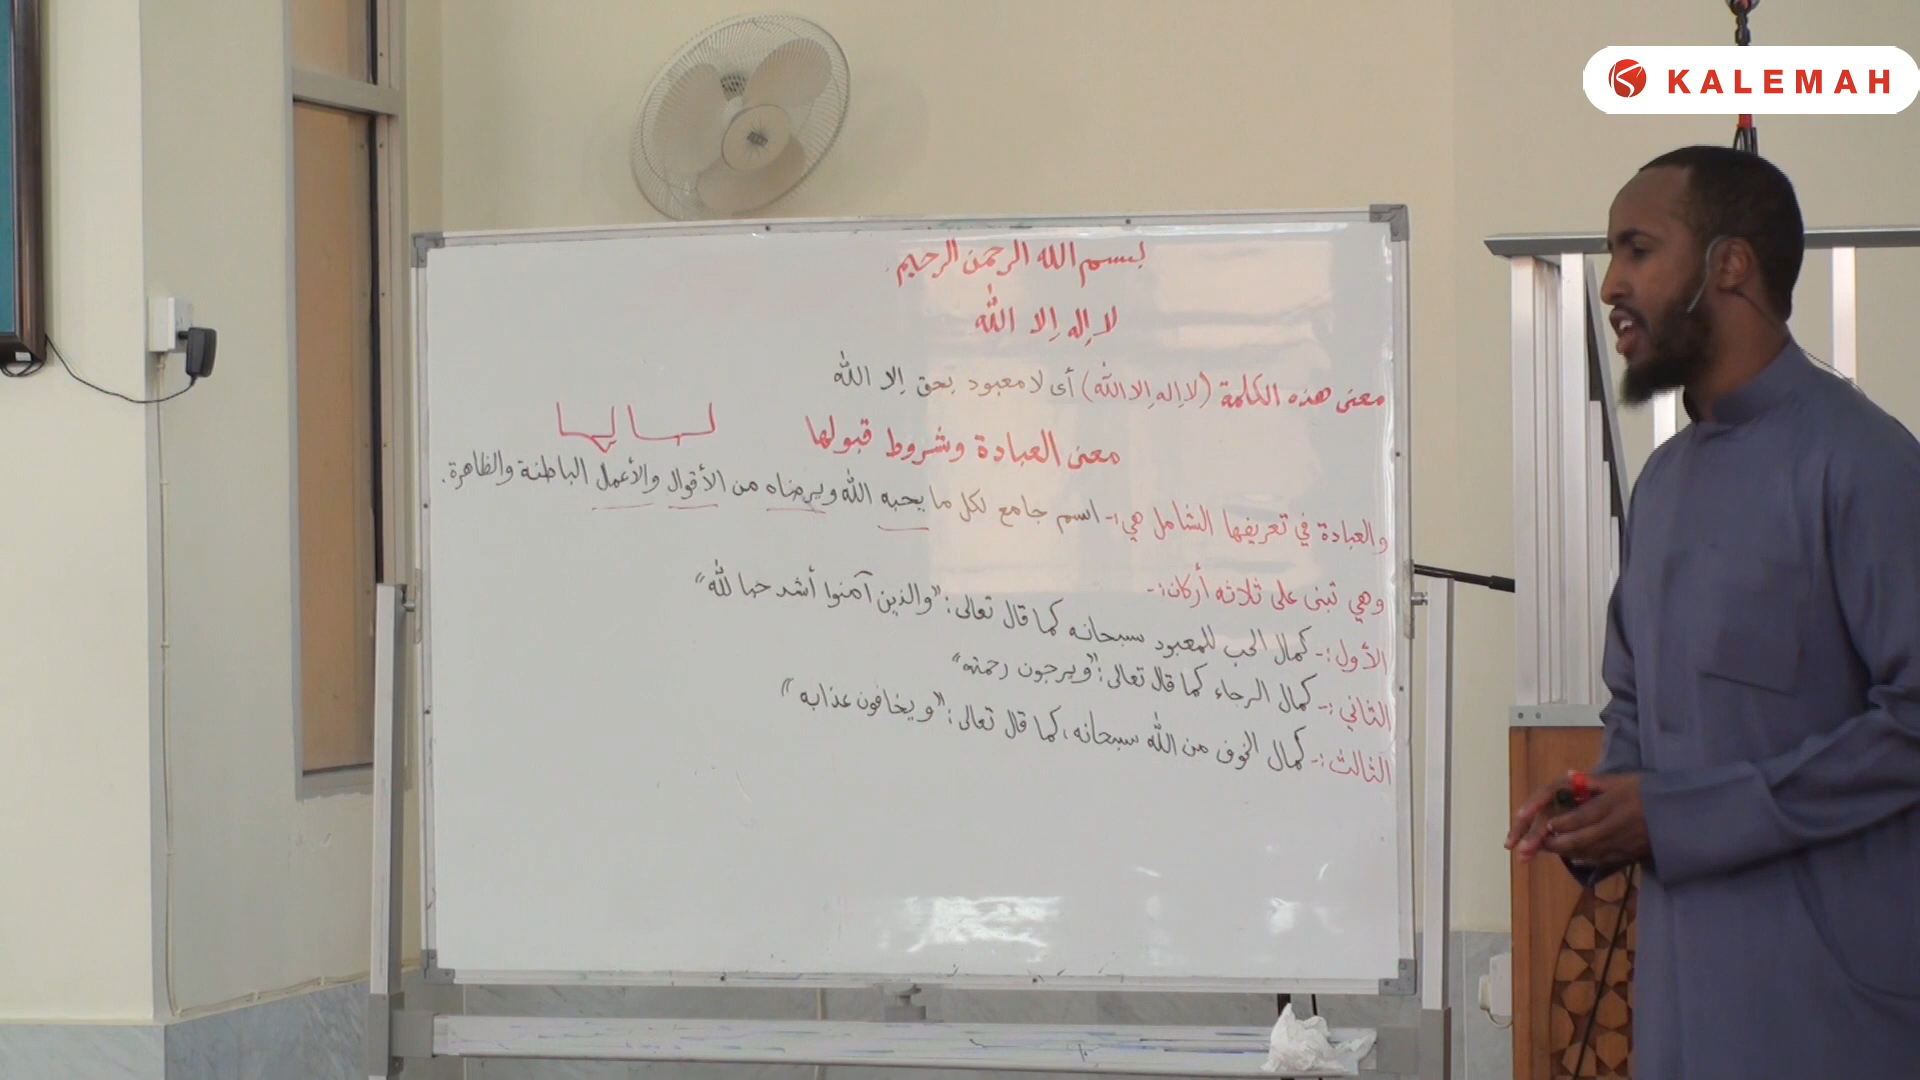 KALEMAH
بسم الله الرحمن الرحيم
لا إله إلا الله
معنى هذه الكلمة (لا إله إلا الله) أى لا معبود بحق إلا الله
معنى العبادة وشروط قبولها
والعبادة في تعريفها الشامل هي:- اسم جامع لكل ما يحبه الله ويرضاه من الأقوال والأعمل الباطنة والظاهرة.
وهي تبنى على ثلاثه أركان:-
الأول:- كمال الحب للمعبود سبحانه كما قال تعالى: "والذين آمنوا أشد حبا لله"
الثاني:- كمال الرجاء كما قال تعالى: "ويرجون رحمته"
الثالث:- كمال الخوف من الله سبحانه، كما قال تعالى: "ويخافون عذابه"